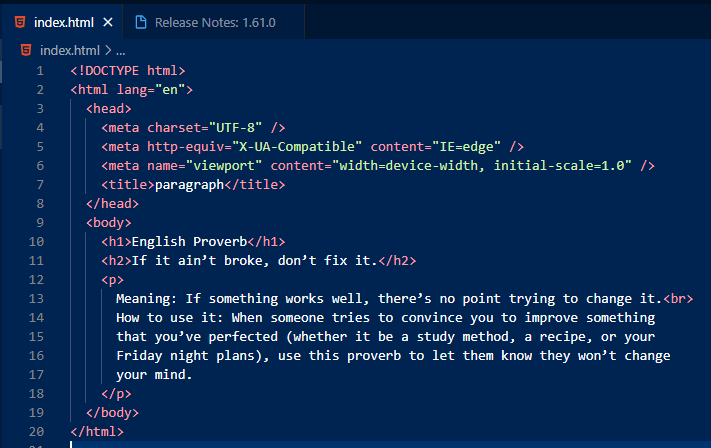 index.html ×
Release Notes: 1.61.0
index.html > ...
1 <!DOCTYPE html>
2 <html lang="en">
3 <head>
4 <meta charset="UTF-8" />
5 <meta http-equiv="X-UA-Compatible" content="IE=edge" />
6 <meta name="viewport" content="width=device-width, initial-scale=1.0" />
7 <title>paragraph</title>
8 </head>
9 <body>
10 <h1>English Proverb</h1>
11 <h2>If it ain’t broke, don’t fix it.</h2>
12 <p>
13 Meaning: If something works well, there’s no point trying to change it.<br>
14 How to use it: When someone tries to convince you to improve something
15 that you’ve perfected (whether it be a study method, a recipe, or your
16 Friday night plans), use this proverb to let them know they won’t change
17 your mind.
18 </p>
19 </body>
20 </html>
21